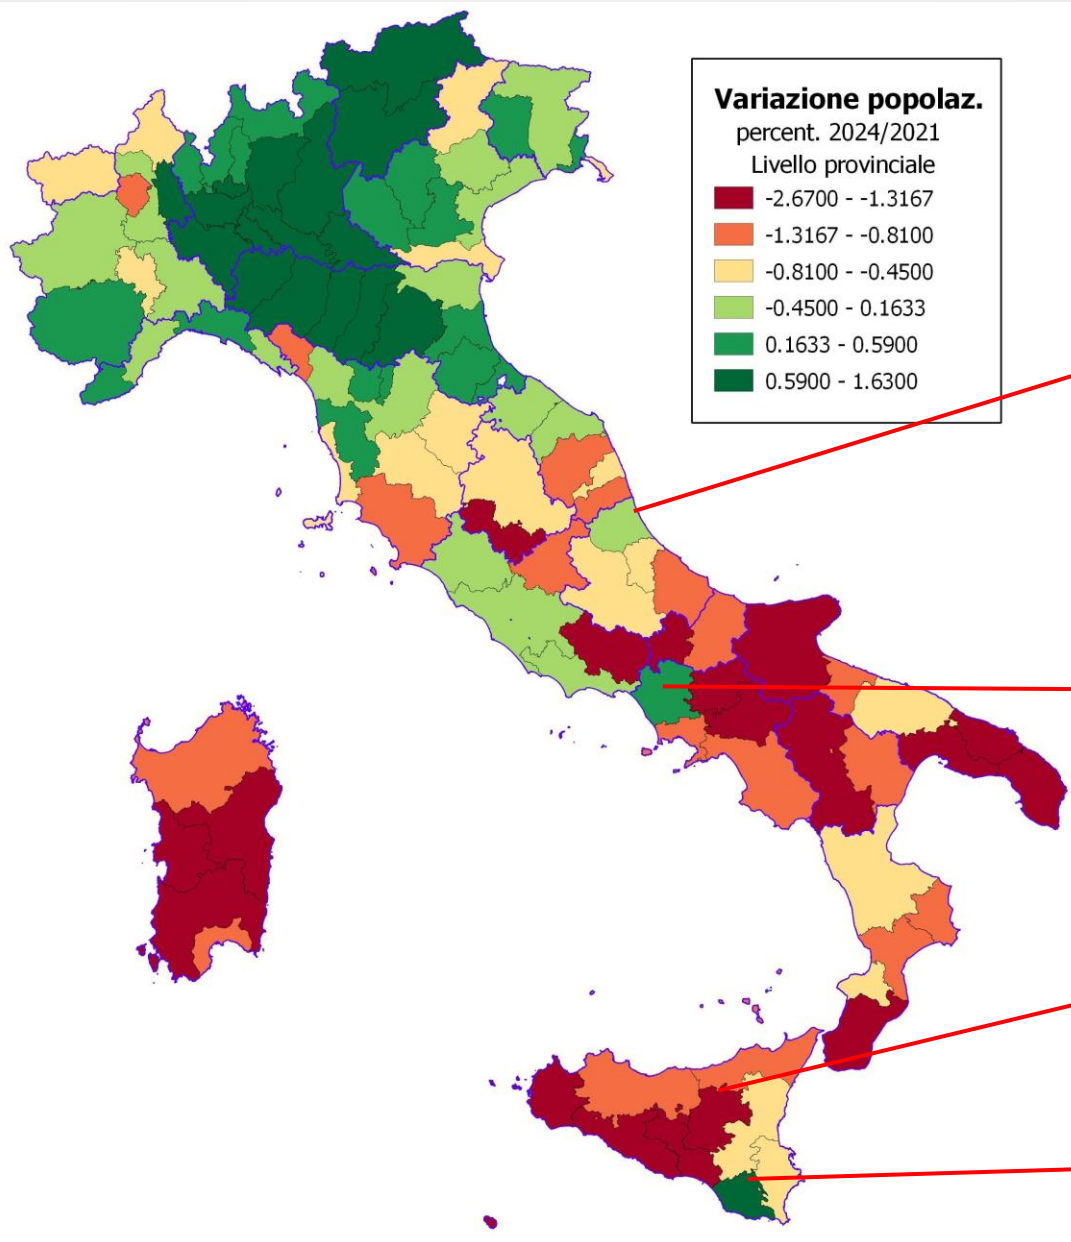 Variazione popolaz.
percent. 2024/2021
Livello provinciale
-2.6700 - -1.3167
-1.3167 - -0.8100
-0.8100 - -0.4500
-0.4500 - 0.1633
0.1633 - 0.5900
0.5900 - 1.6300